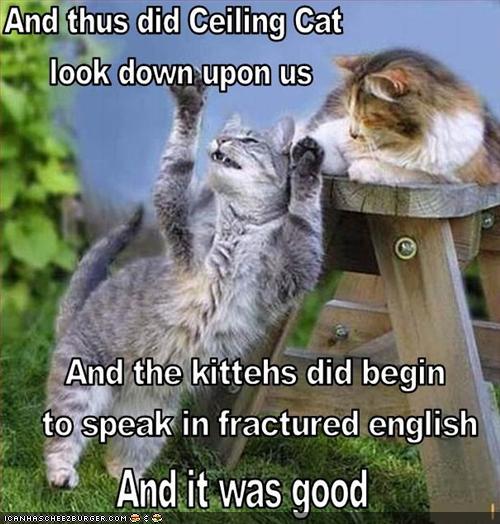 And thus did Ceiling Cat
look down upon us
And the kittehs did begin
to speak in fractured english
And it was good
ICANHASCHEEZBURGER.COM